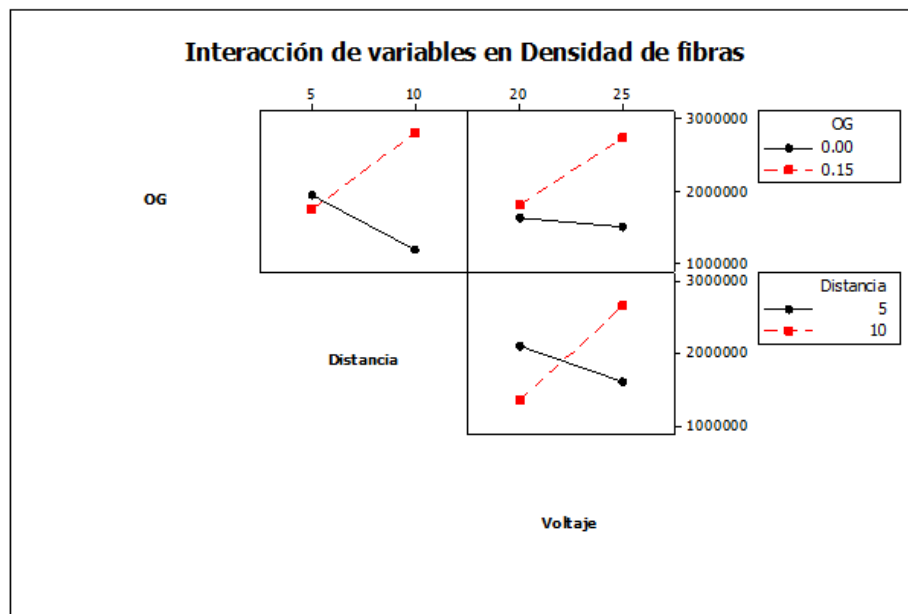 Interacción de variables en Densidad de fibras
5 10 20 25
3000000
2000000
1000000
OG
OG
0.00
0.15
3000000
2000000
1000000
Distancia
Distancia
5
10
Voltaje